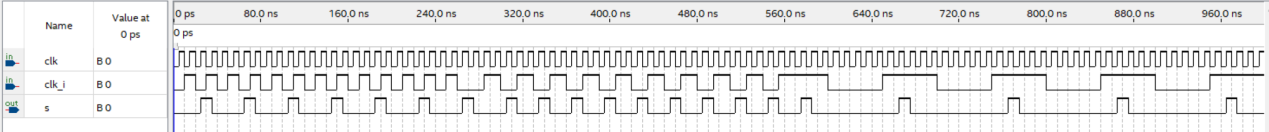 Name Value at 0 ps
0 ps 80.0 ns 160.0 ns 240.0 ns 320.0 ns 400.0 ns 480.0 ns 560.0 ns 640.0 ns 720.0 ns 800.0 ns 880.0 ns 960.0 ns
0 ps
in clk B 0
in clk_i B 0
out s B 0